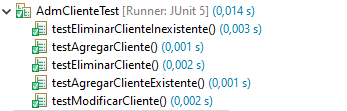 AdmClienteTest [Runner: JUnit 5] (0,014 s)
testEliminarClienteInexistente() (0,003 s)
testAgregarCliente() (0,001 s)
testEliminarCliente() (0,002 s)
testAgregarClienteExistente() (0,001 s)
testModificarCliente() (0,002 s)